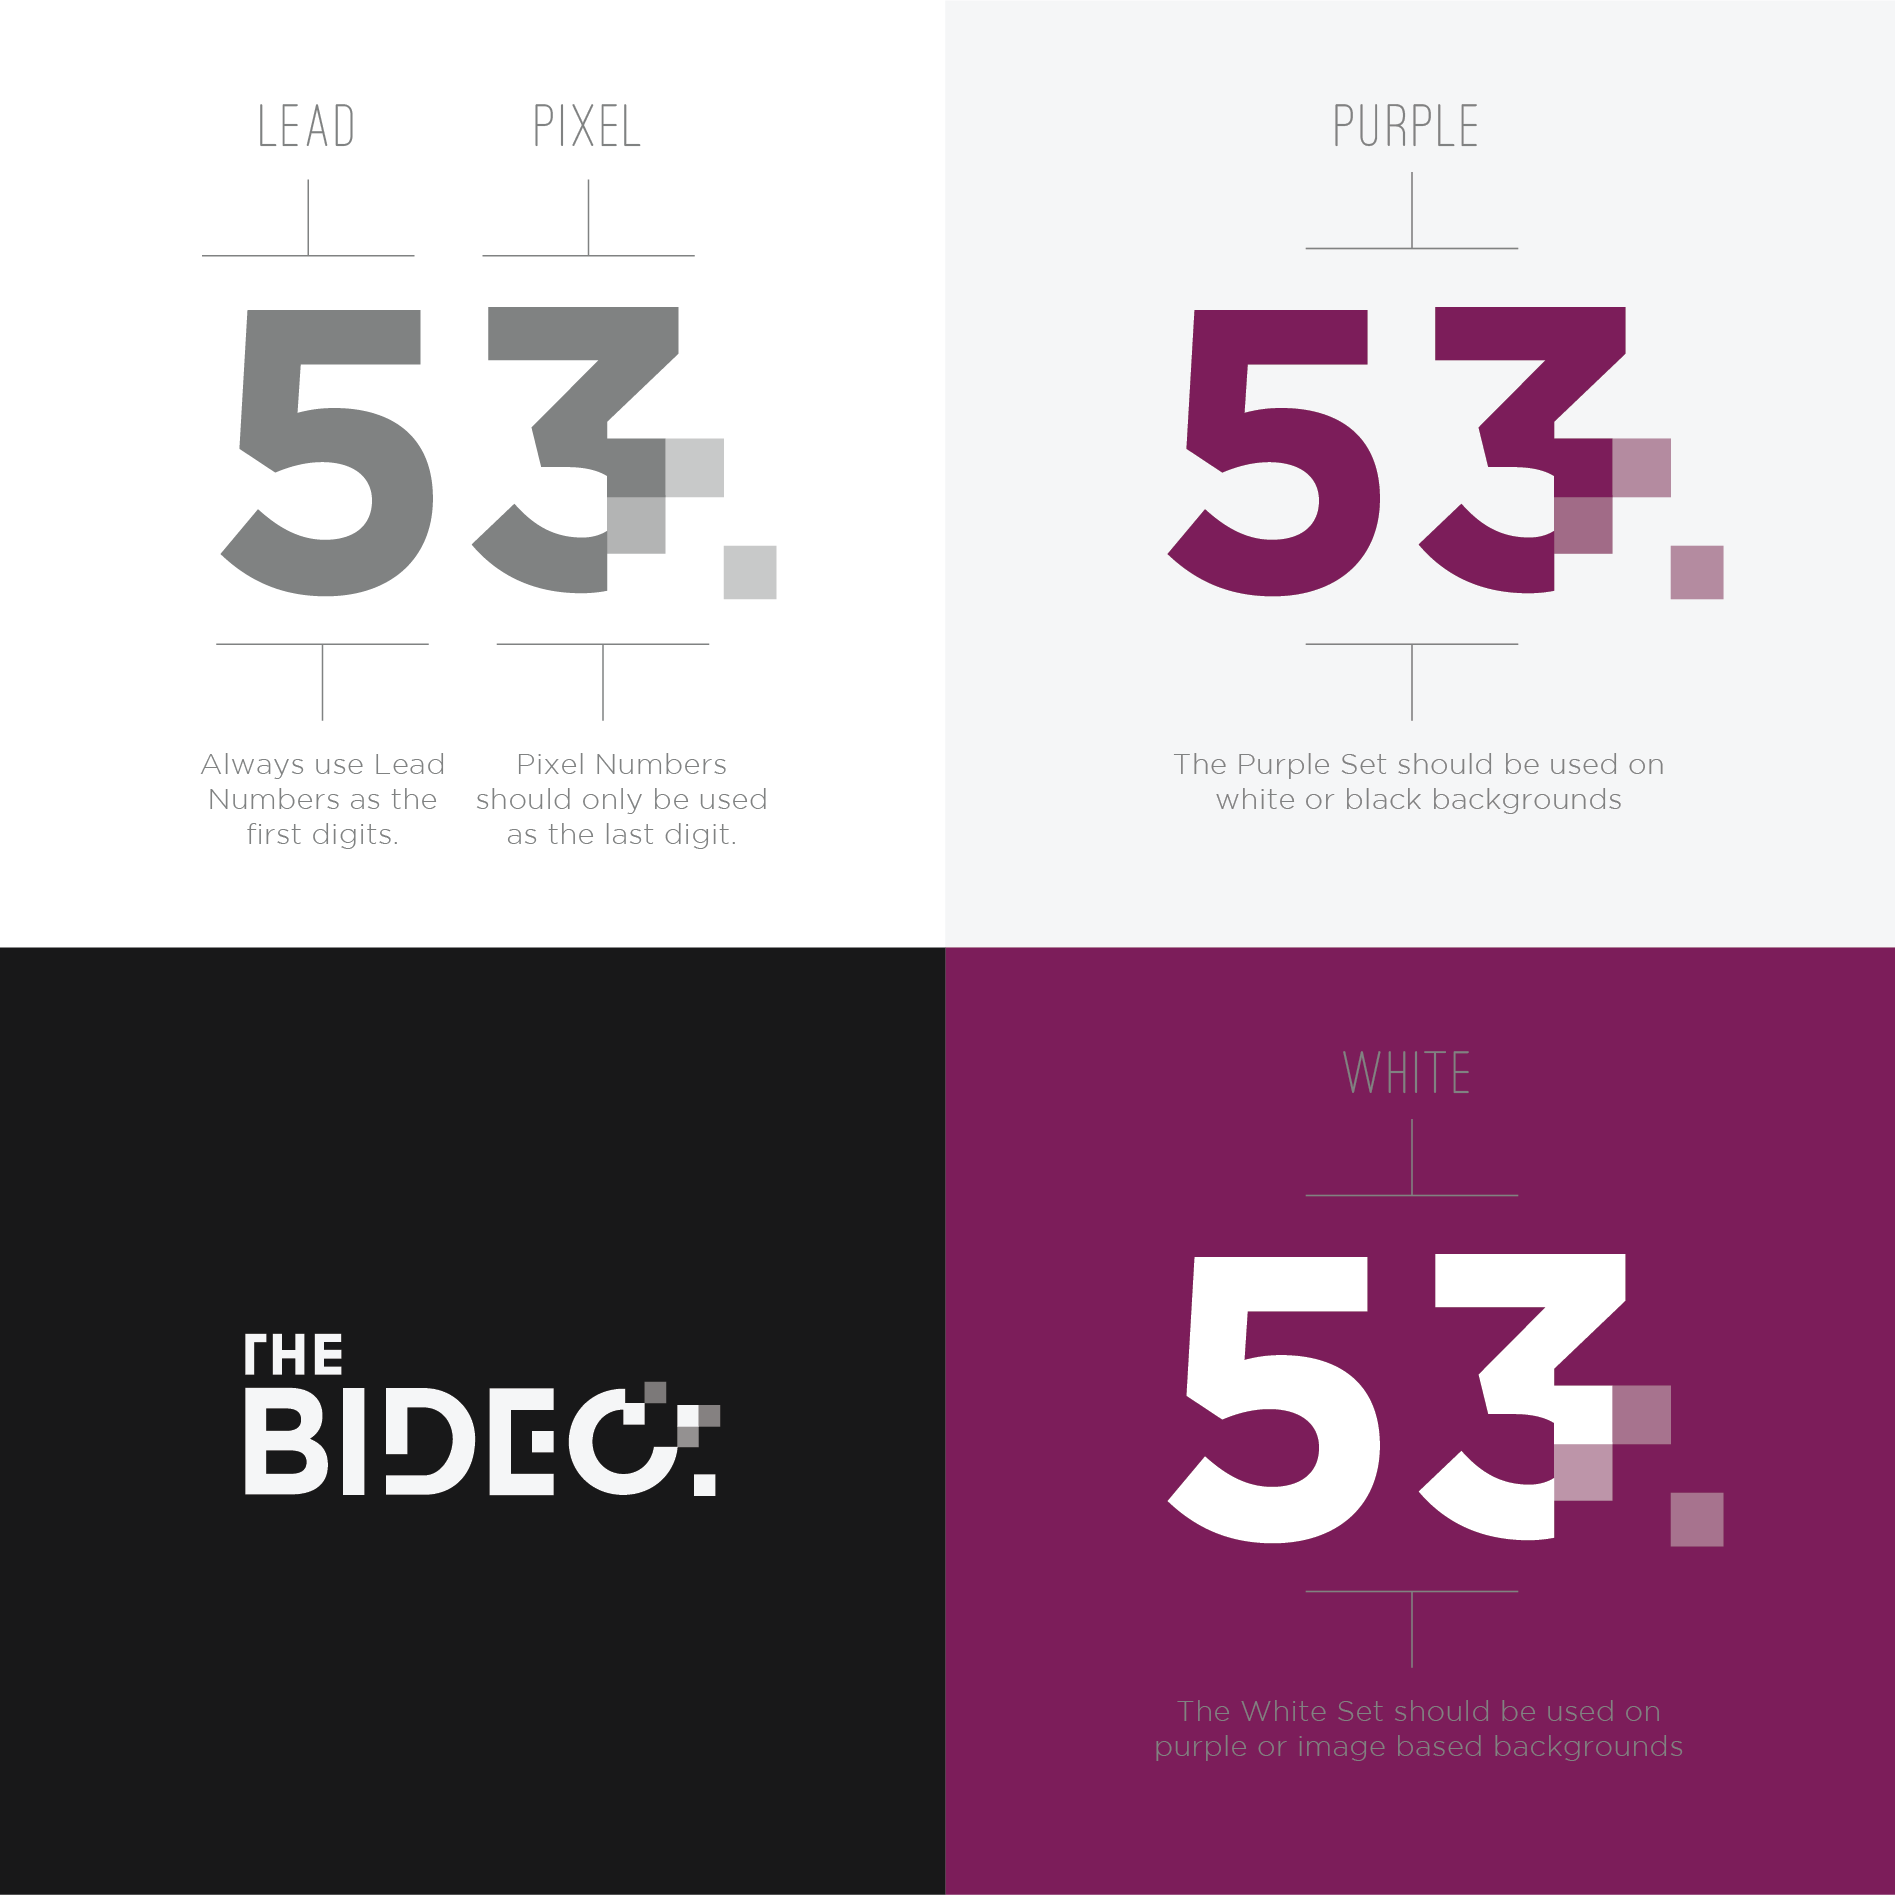 LEAD
PIXEL
53.
Always use Lead
Numbers as the
first digits.
Pixel Numbers
should only be used
as the last digit.
PURPLE
53.
The Purple Set should be used on
white or black backgrounds
THE
BIDEO.
WHITE
53.
The White Set should be used on
purple or image based backgrounds